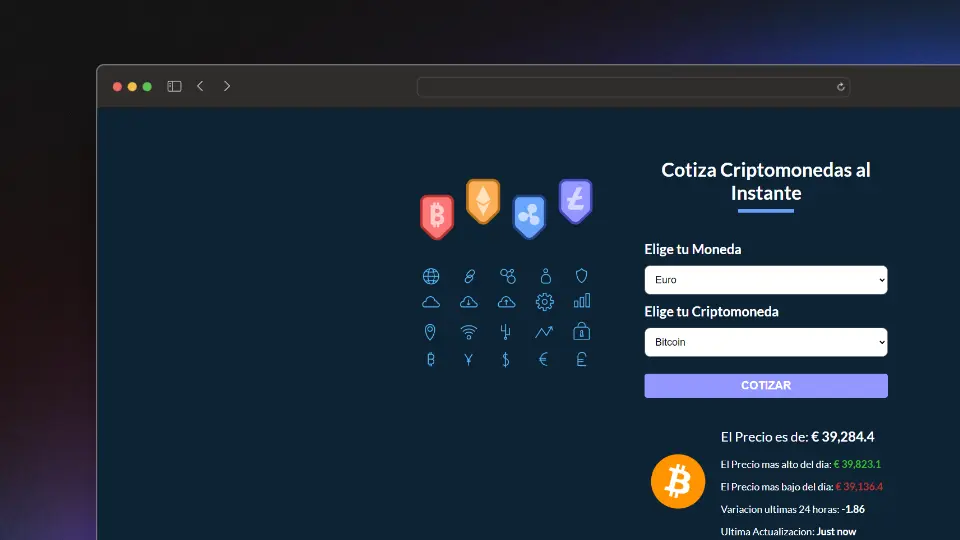 Cotiza Criptomonedas al
Instante
Elige tu Moneda
Euro
Elige tu Criptomoneda
Bitcoin
COTIZAR
El Precio es de: € 39,284.4
El Precio mas alto del dia: € 39,823.1
El Precio mas bajo del dia: € 39,136.4
Variacion ultimas 24 horas: -1.86
Ultima Actualizacion: Just now